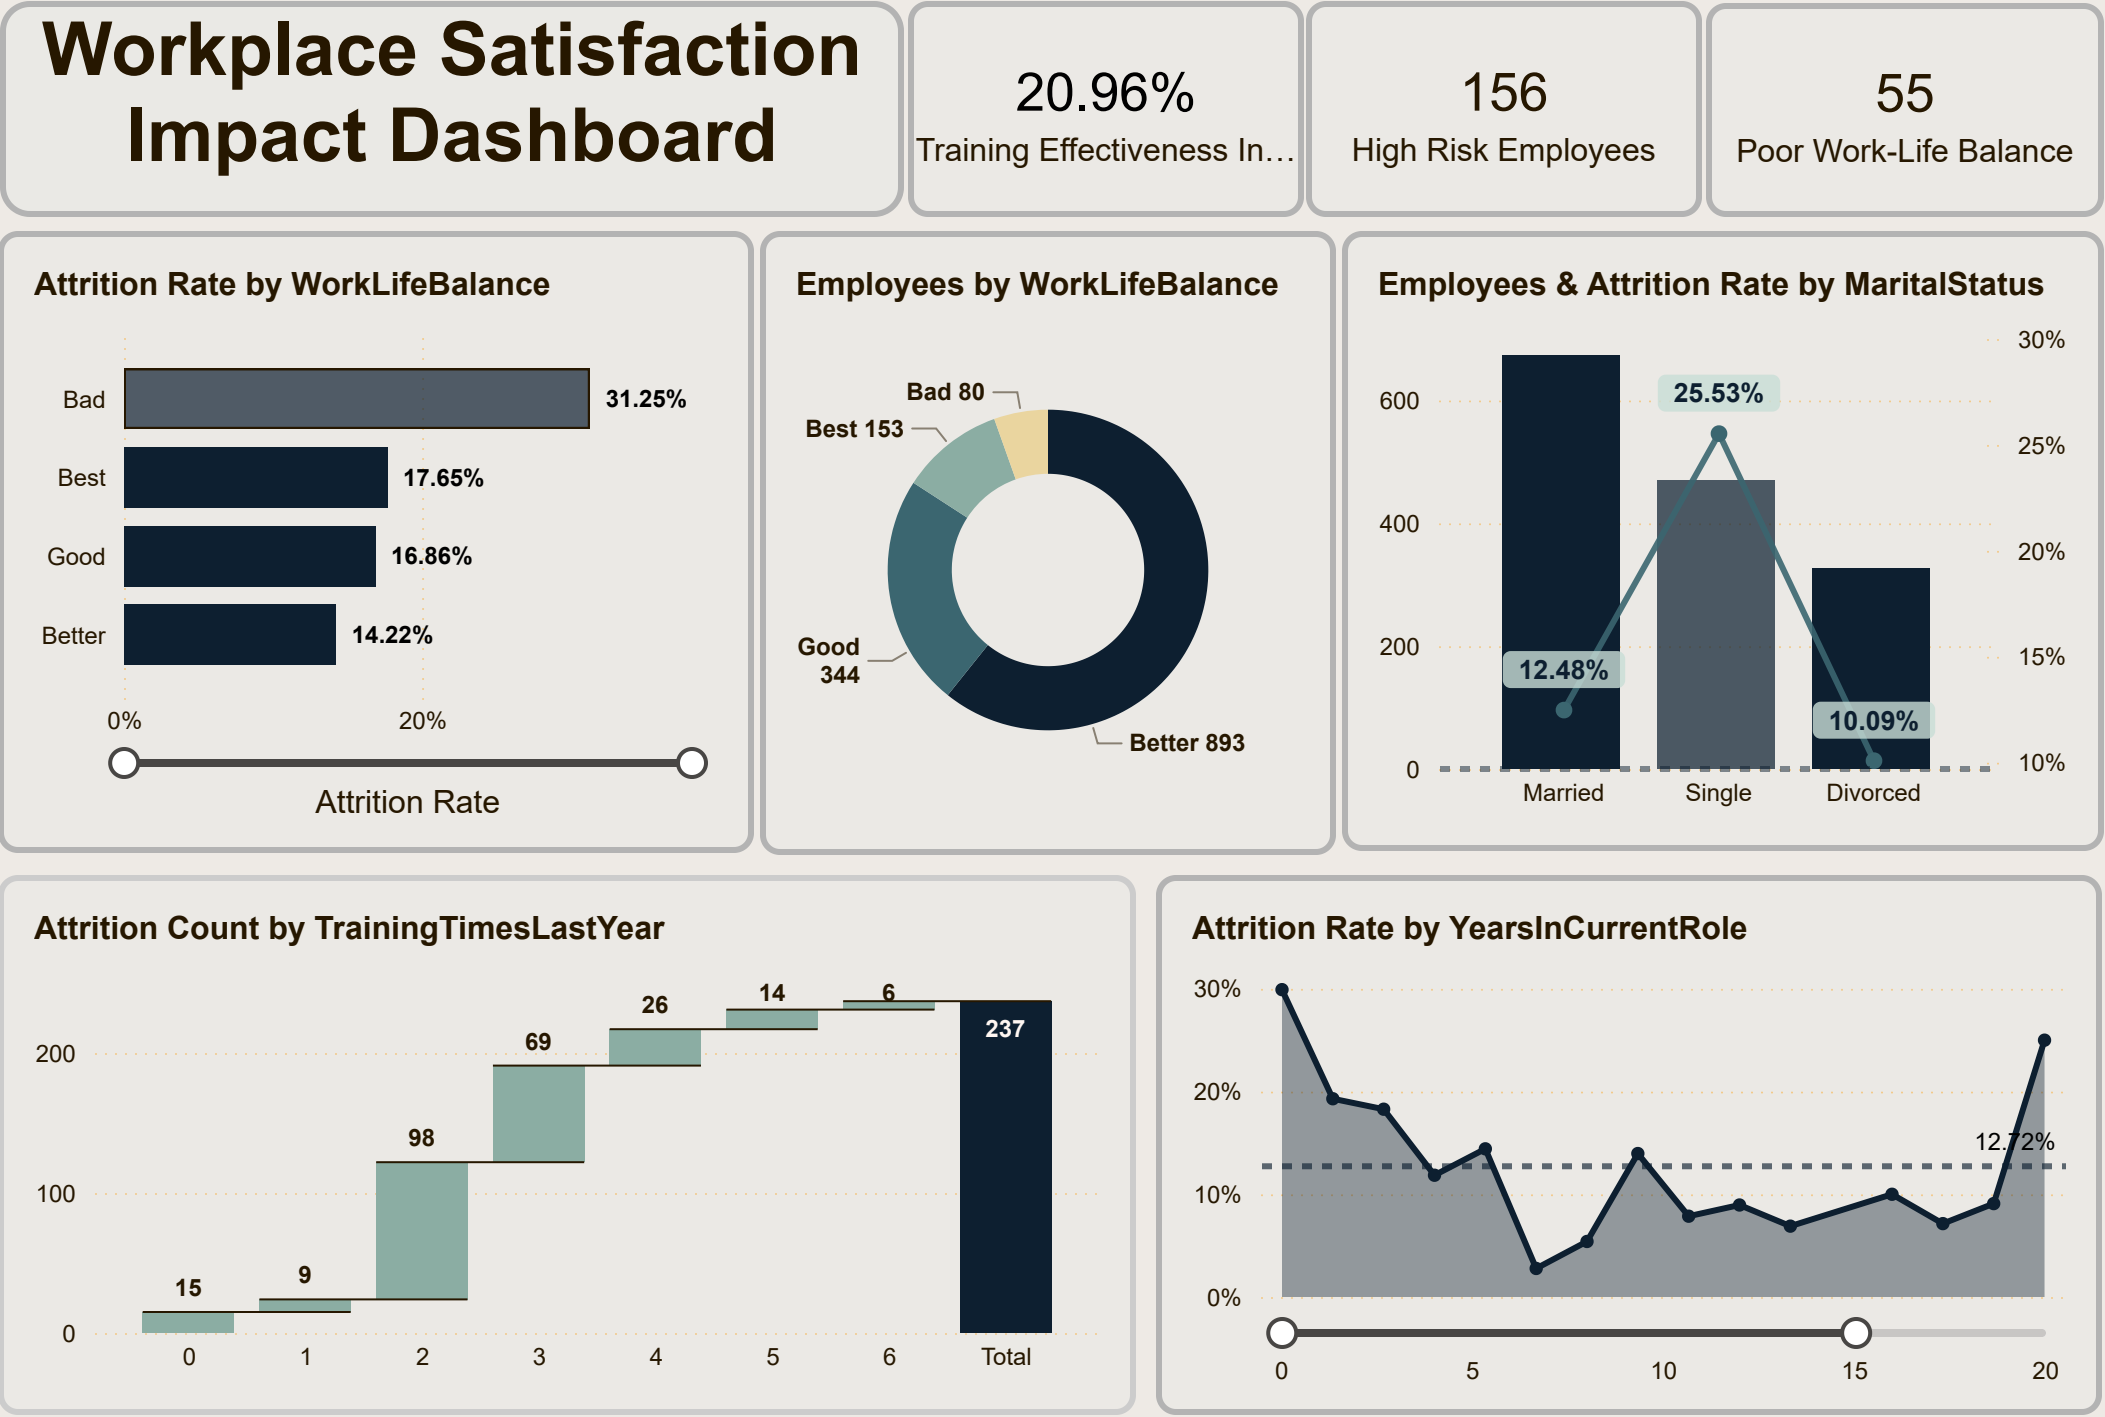 Workplace Satisfaction
Impact Dashboard
20.96%
Training Effectiveness In...
156
High Risk Employees
55
Poor Work-Life Balance
Attrition Rate by WorkLifeBalance
Bad
31.25%
Best
17.65%
Good
16.86%
Better
14.22%
0%
20%
Attrition Rate
Employees by WorkLifeBalance
Bad 80
Best 153
Good
344
Better 893
Employees & Attrition Rate by MaritalStatus
30%
600
25.53%
25%
400
20%
200
12.48%
15%
10.09%
0
10%
Married
Single
Divorced
Attrition Count by TrainingTimesLastYear
200
100
0
15
9
98
69
26
14
6
237
0
1
2
3
4
5
6
Total
Attrition Rate by YearsInCurrentRole
30%
20%
12.72%
10%
0%
0
5
10
15
20